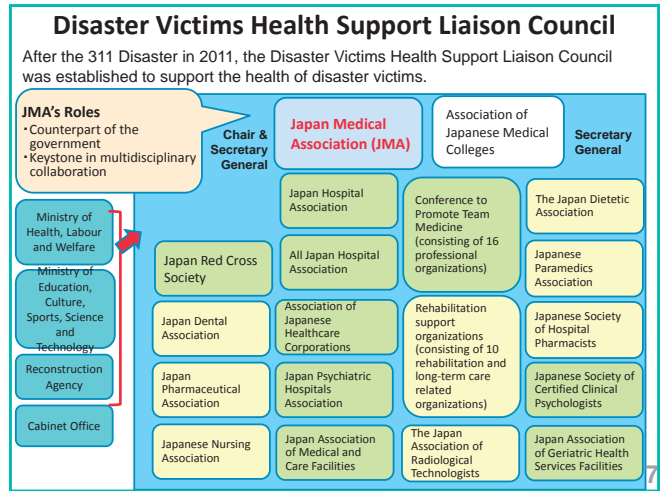 Disaster Victims Health Support Liaison Council
After the 311 Disaster in 2011, the Disaster Victims Health Support Liaison Council
was established to support the health of disaster victims.
JMA's Roles
・Counterpart of the
government
・Keystone in multidisciplinary
collaboration
Chair &
Secretary
General
Japan Medical
Association (JMA)
Association of
Japanese Medical
Colleges
Secretary
General
Ministry of
Health, Labour
and Welfare
Ministry of
Education,
Culture,
Sports, Science
and
Technology
Reconstruction
Agency
Cabinet Office
Japan Red Cross
Society
Japan Dental
Association
Japan
Pharmaceutical
Association
Japanese Nursing
Association
Japan Hospital
Association
All Japan Hospital
Association
Association of
Japanese
Healthcare
Corporations
Japan Psychiatric
Hospitals
Association
Japan Association
of Medical and
Care Facilities
Conference to
Promote Team
Medicine
(consisting of 16
professional
organizations)
Rehabilitation
support
organizations
(consisting of 10
rehabilitation and
long-term care
related
organizations)
The Japan
Association of
Radiological
Technologists
The Japan Dietetic
Association
Japanese
Paramedics
Association
Japanese Society
of Hospital
Pharmacists
Japanese Society of
Certified Clinical
Psychologists
Japan Association
of Geriatric Health
Services Facilities
7